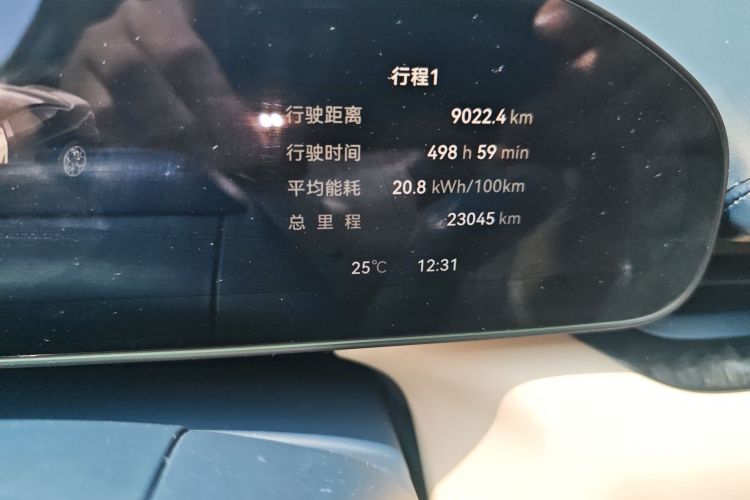 行程1
行驶距离 9022.4 km
行驶时间 498 h 59 min
平均能耗 20.8 kWh/100km
总里程 23045 km
25℃ 12:31